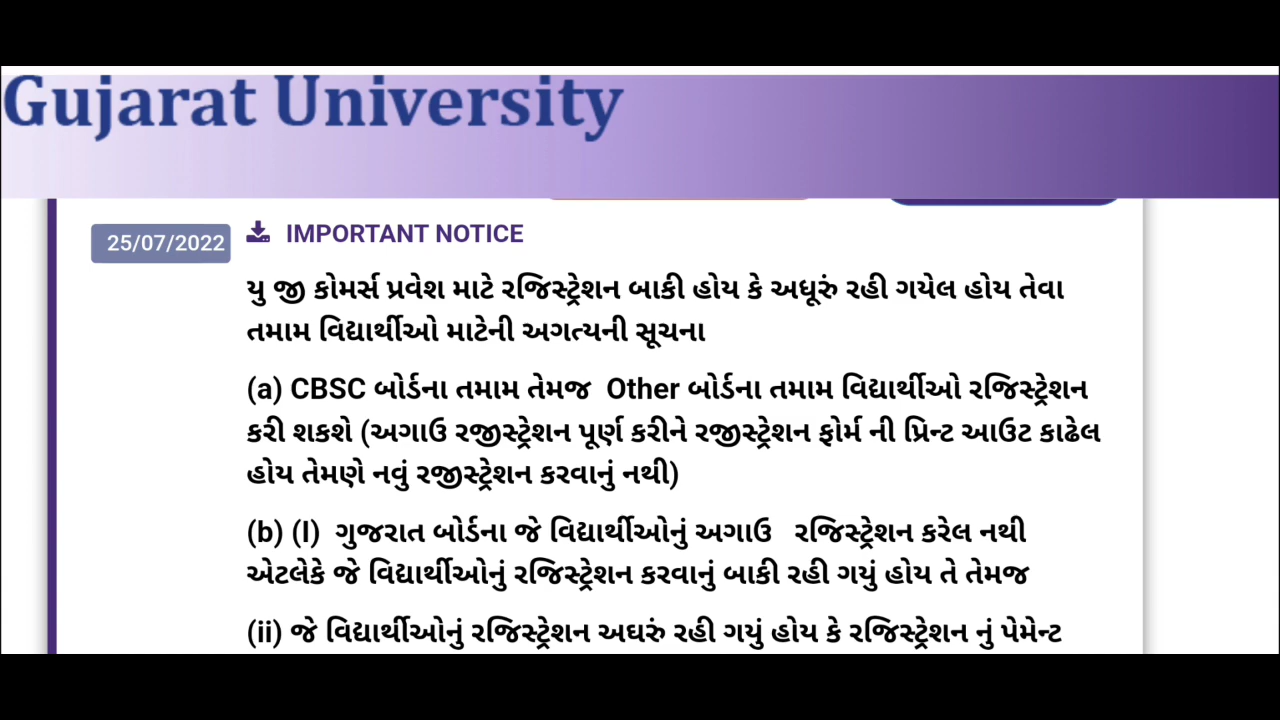 Gujarat University
25/07/2022
IMPORTANT NOTICE
યુ જી કોમર્સ પ્રવેશ માટે રજિસ્ટ્રેશન બાકી હોય કે અધૂરું રહી ગયેલ હોય તેવા
તમામ વિદ્યાર્થીઓ માટેની અગત્યની સૂચના
(a) CBSC બોર્ડના તમામ તેમજ Other બોર્ડના તમામ વિદ્યાર્થીઓ રજિસ્ટ્રેશન
કરી શકશે (અગાઉ રજીસ્ટ્રેશન પૂર્ણ કરીને રજીસ્ટ્રેશન ફોર્મ ની પ્રિન્ટ આઉટ કાઢેલ
હોય તેમણે નવું રજીસ્ટ્રેશન કરવાનું નથી)
(b) (I) ગુજરાત બોર્ડના જે વિદ્યાર્થીઓનું અગાઉ રજિસ્ટ્રેશન કરેલ નથી
એટલેકે જે વિદ્યાર્થીઓનું રજિસ્ટ્રેશન કરવાનું બાકી રહી ગયું હોય તે તેમજ
(ii) જે વિદ્યાર્થીઓનું રજિસ્ટ્રેશન અઘરું રહી ગયું હોય કે રજિસ્ટ્રેશન નું પેમેન્ટ